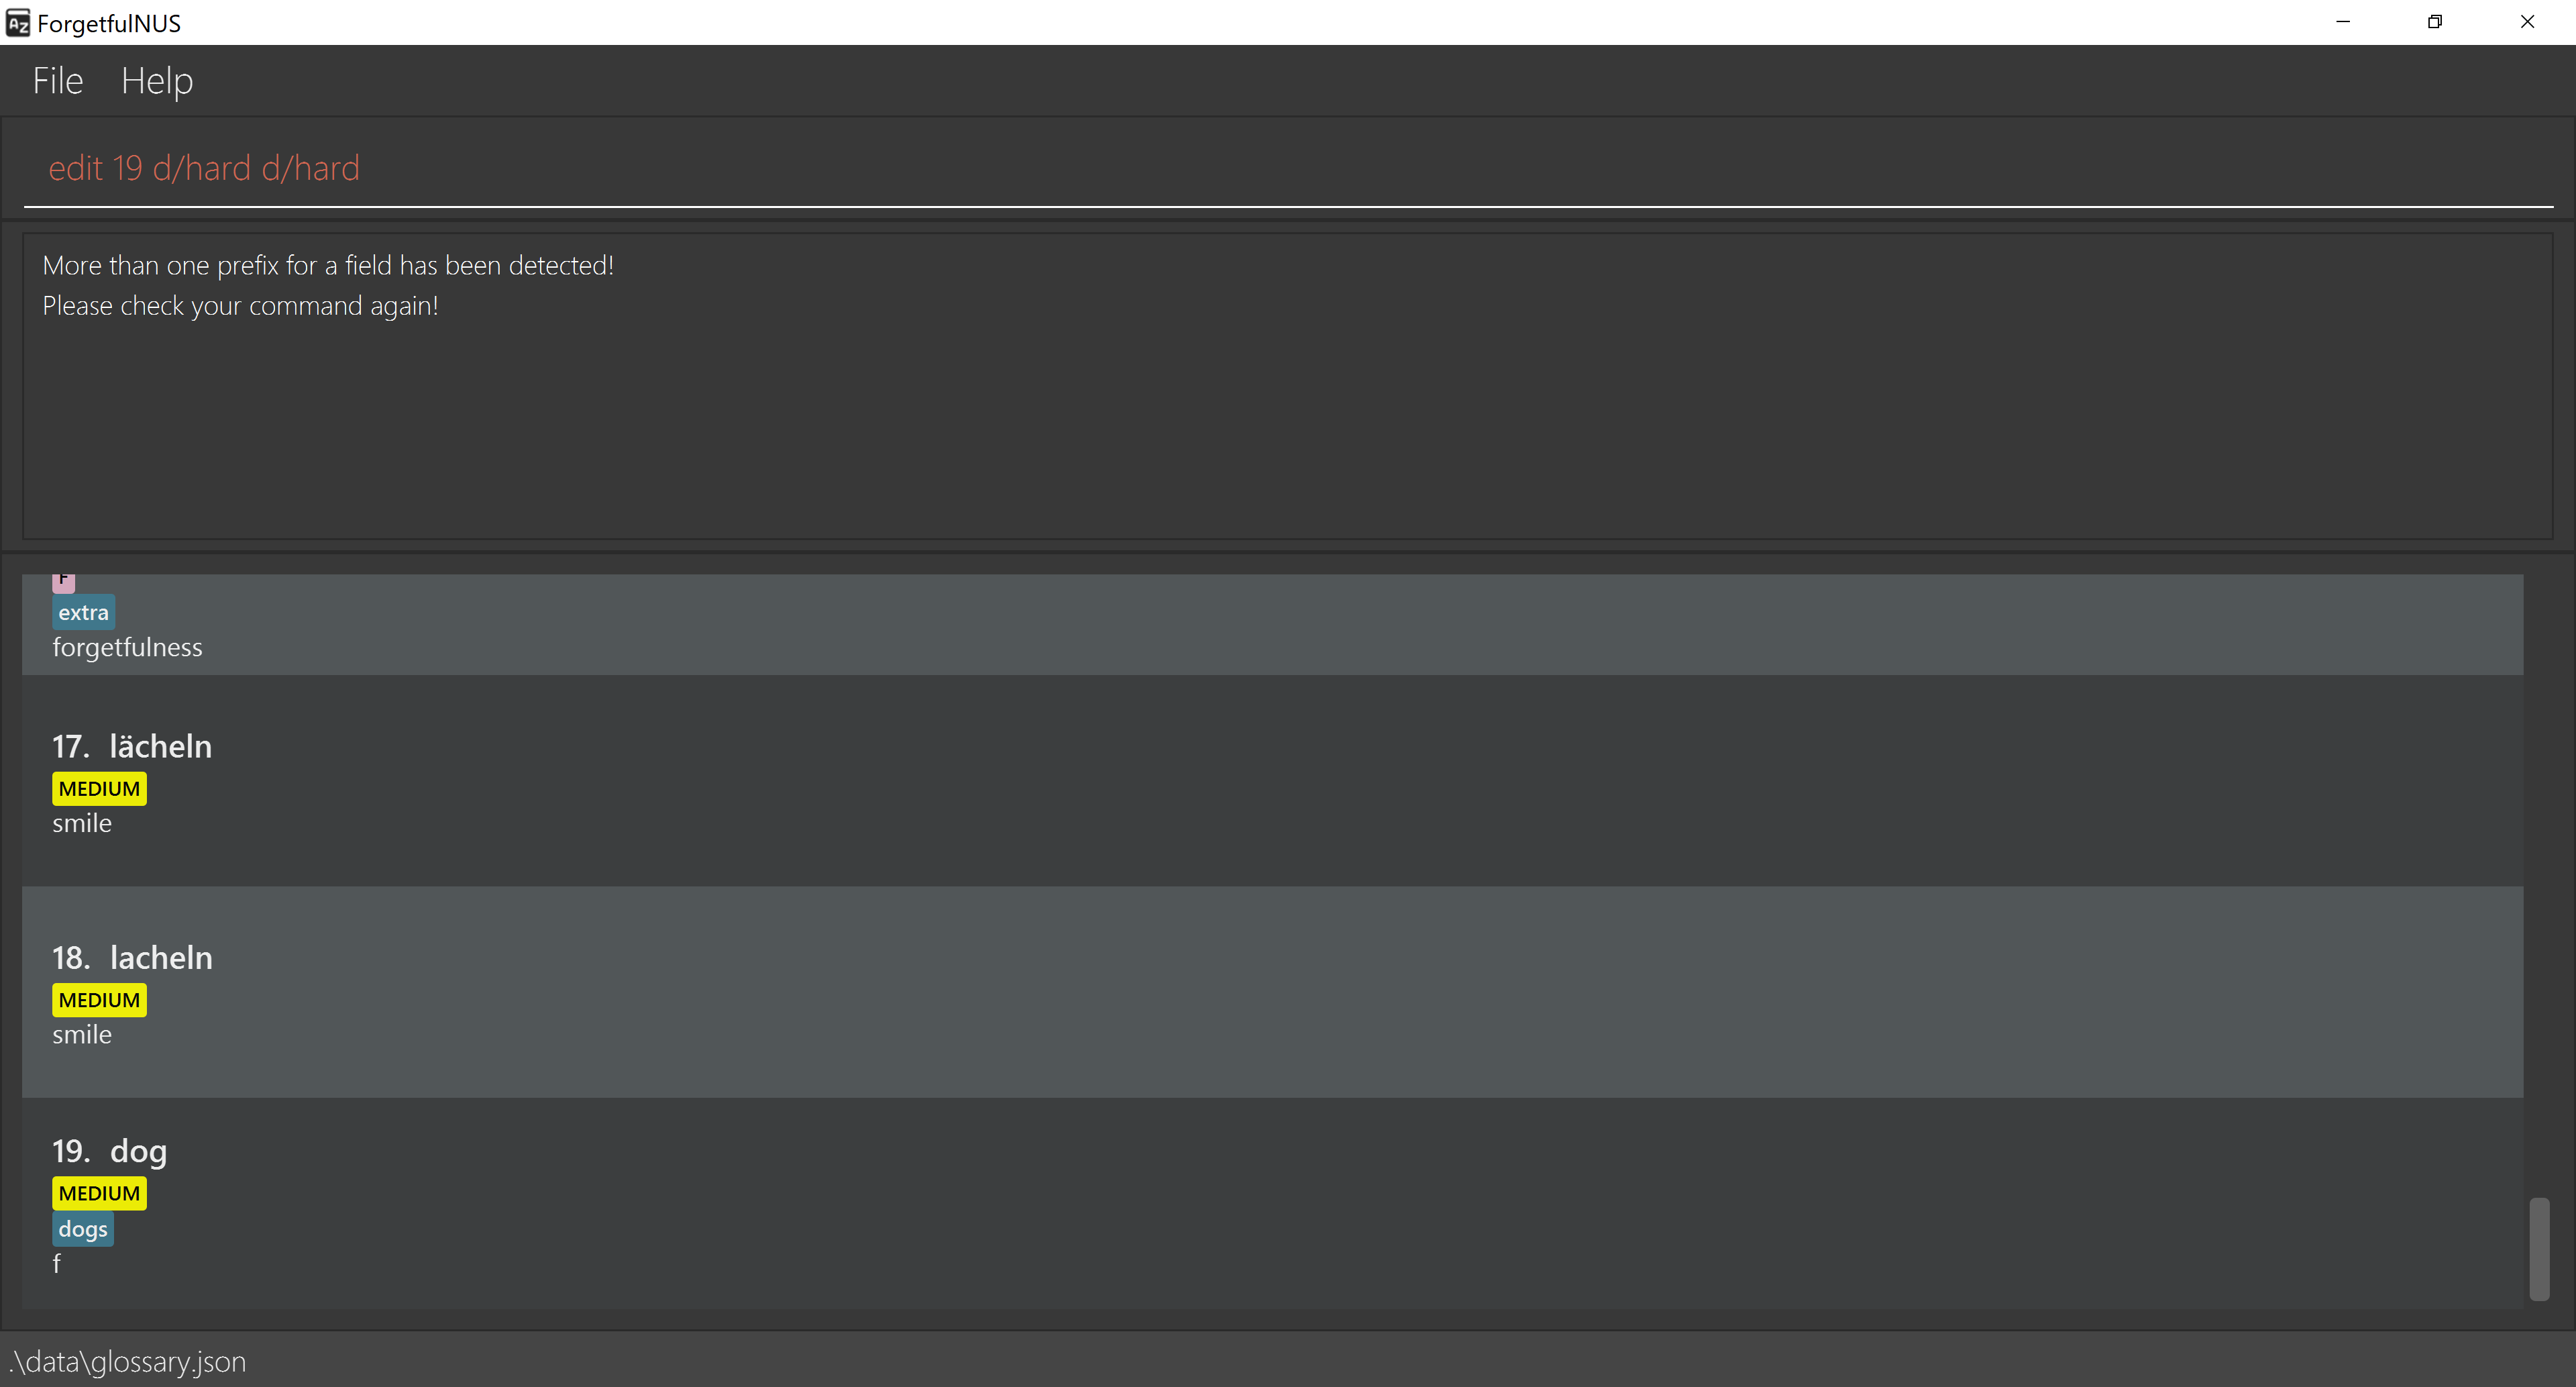 ForgetfulNUS
File Help
edit 19 d/hard d/hard
More than one prefix for a field has been detected!
Please check your command again!
F
extra
forgetfulness
17. lächeln
MEDIUM
smile
18. lacheln
MEDIUM
smile
19. dog
MEDIUM
dogs
f
.\data\glossary.json